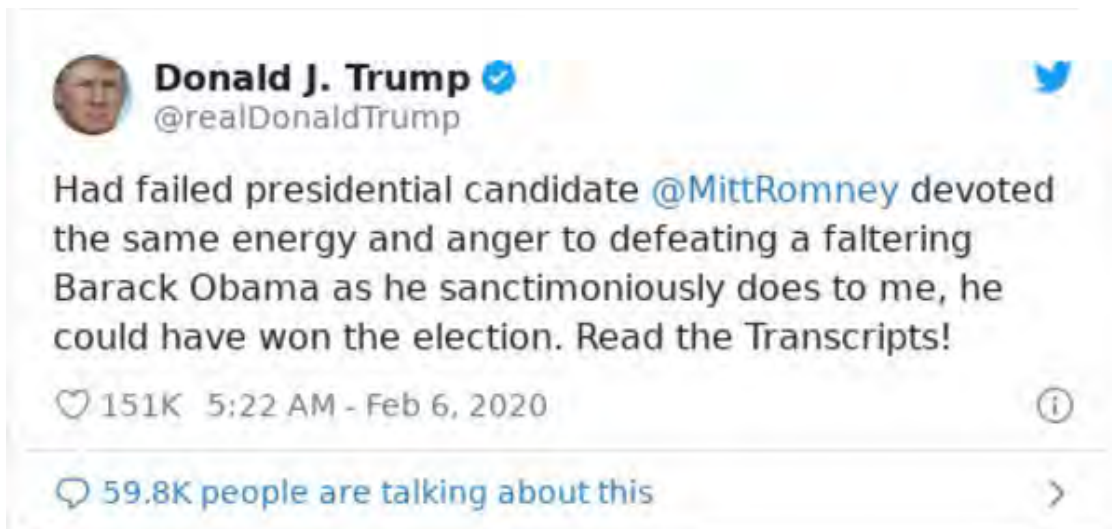 Donald J. Trump
@realDonaldTrump
Had failed presidential candidate @MittRomney devoted
the same energy and anger to defeating a faltering
Barack Obama as he sanctimoniously does to me, he
could have won the election. Read the Transcripts!
151K 5:22 AM - Feb 6, 2020
59.8K people are talking about this